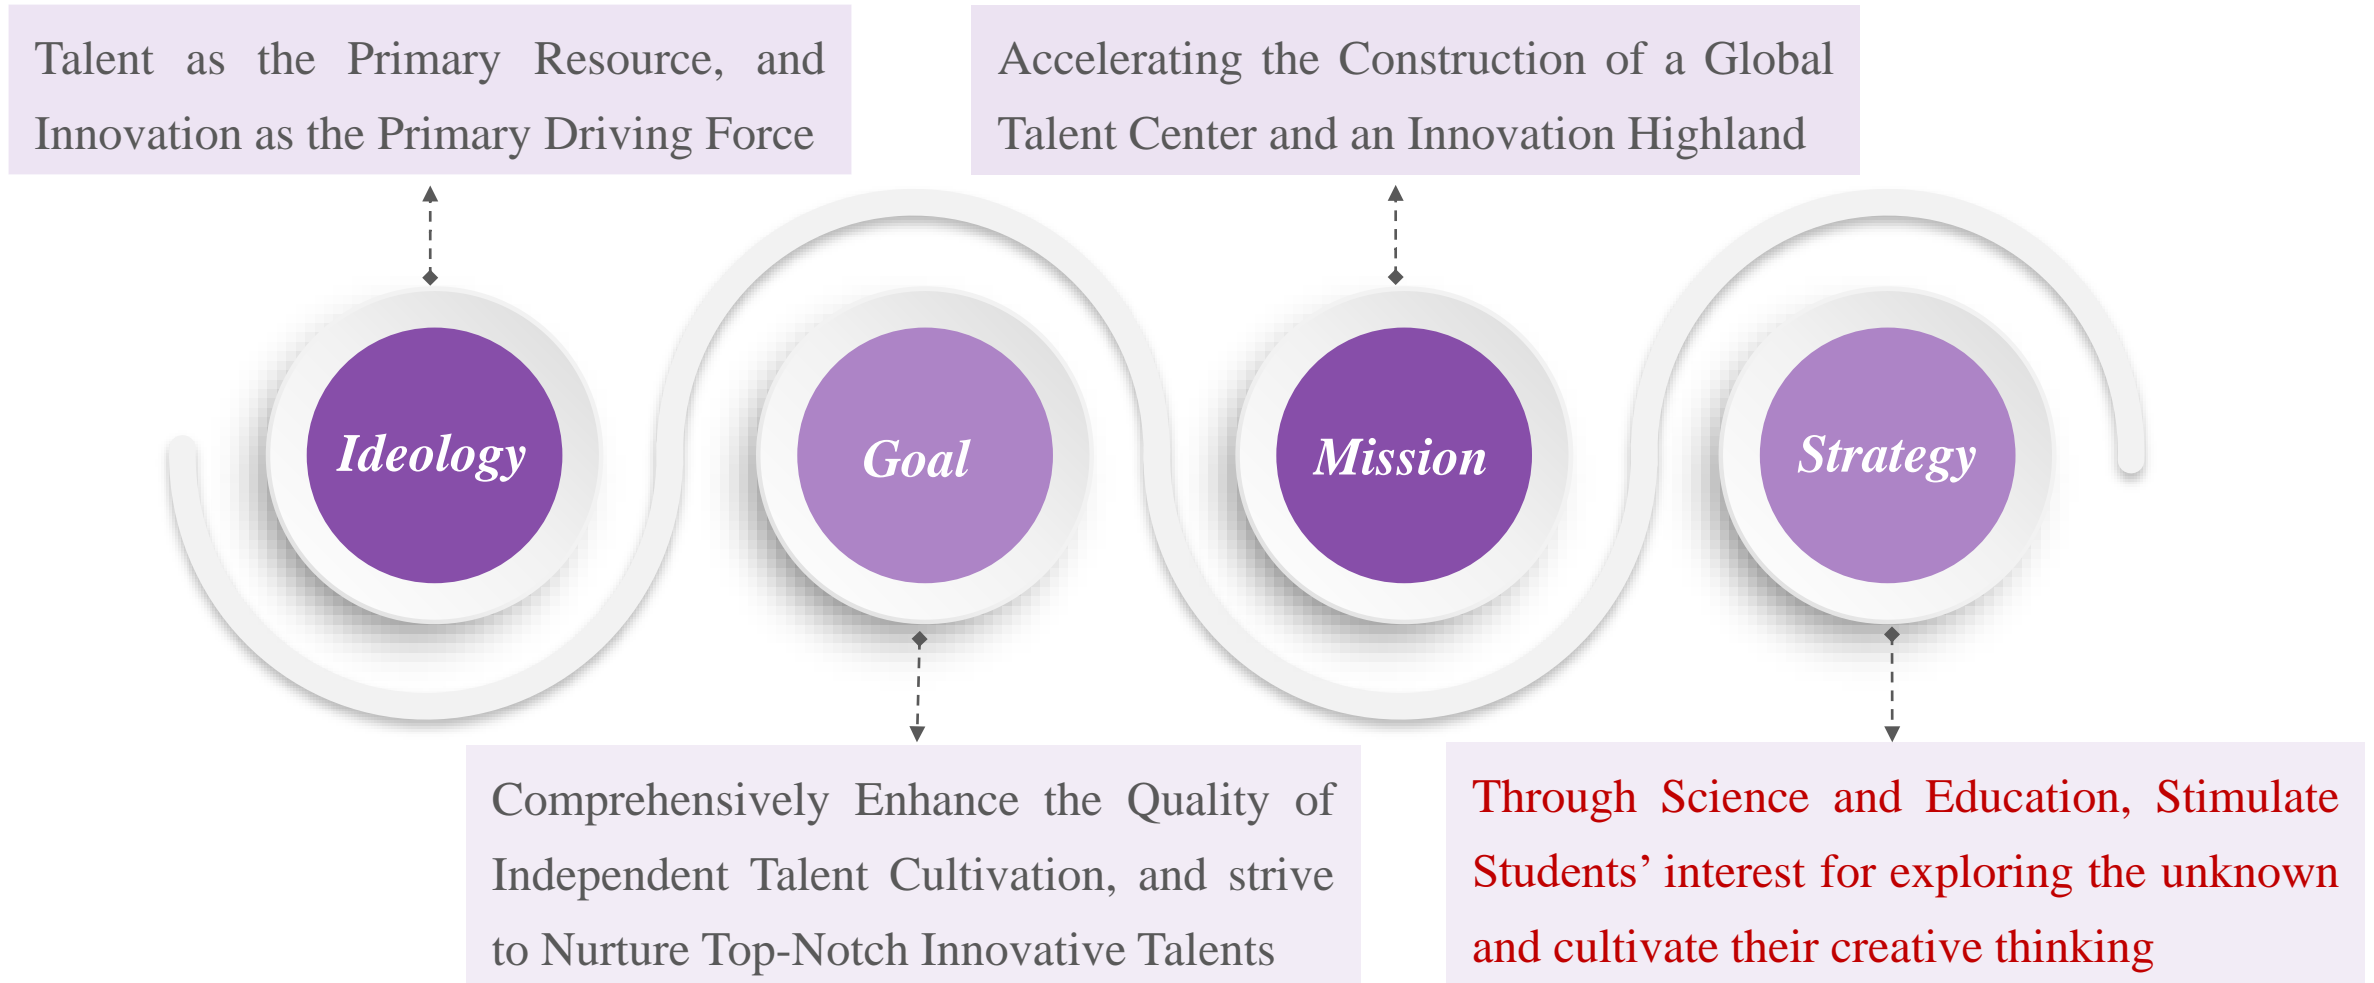 Talent as the Primary Resource, and
Innovation as the Primary Driving Force
Accelerating the Construction of a Global
Talent Center and an Innovation Highland
Ideology
Goal
Mission
Strategy
Comprehensively Enhance the Quality of
Independent Talent Cultivation, and strive
to Nurture Top-Notch Innovative Talents
Through Science and Education, Stimulate
Students’ interest for exploring the unknown
and cultivate their creative thinking